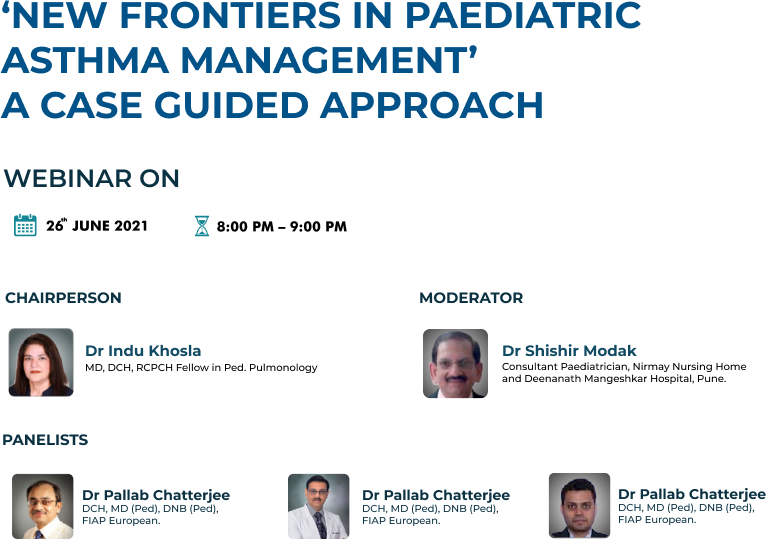 ‘NEW FRONTIERS IN PAEDIATRIC
ASTHMA MANAGEMENT’
A CASE GUIDED APPROACH
WEBINAR ON
26th JUNE 2021
8:00 PM – 9:00 PM
CHAIRPERSON
Dr Indu Khosla
MD, DCH, RCPCH Fellow in Ped. Pulmonology
MODERATOR
Dr Shishir Modak
Consultant Paediatrician, Nirmay Nursing Home
and Deenanath Mangeshkar Hospital, Pune.
PANELISTS
Dr Pallab Chatterjee
DCH, MD (Ped), DNB (Ped),
FIAP European.
Dr Pallab Chatterjee
DCH, MD (Ped), DNB (Ped),
FIAP European.
Dr Pallab Chatterjee
DCH, MD (Ped), DNB (Ped),
FIAP European.